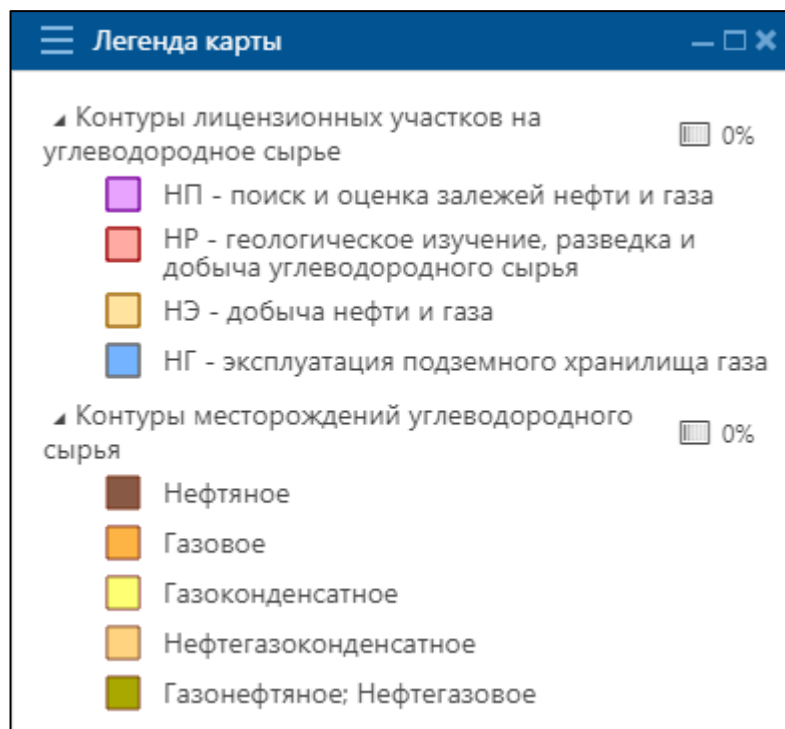 Легенда карты
Контуры лицензионных участков на
углеводородное сырье
0%
НП - поиск и оценка залежей нефти и газа
НР - геологическое изучение, разведка и
добыча углеводородного сырья
НЭ - добыча нефти и газа
НГ - эксплуатация подземного хранилища газа
Контуры месторождений углеводородного
сырья
0%
Нефтяное
Газовое
Газоконденсатное
Нефтегазоконденсатное
Газонефтяное; Нефтегазовое